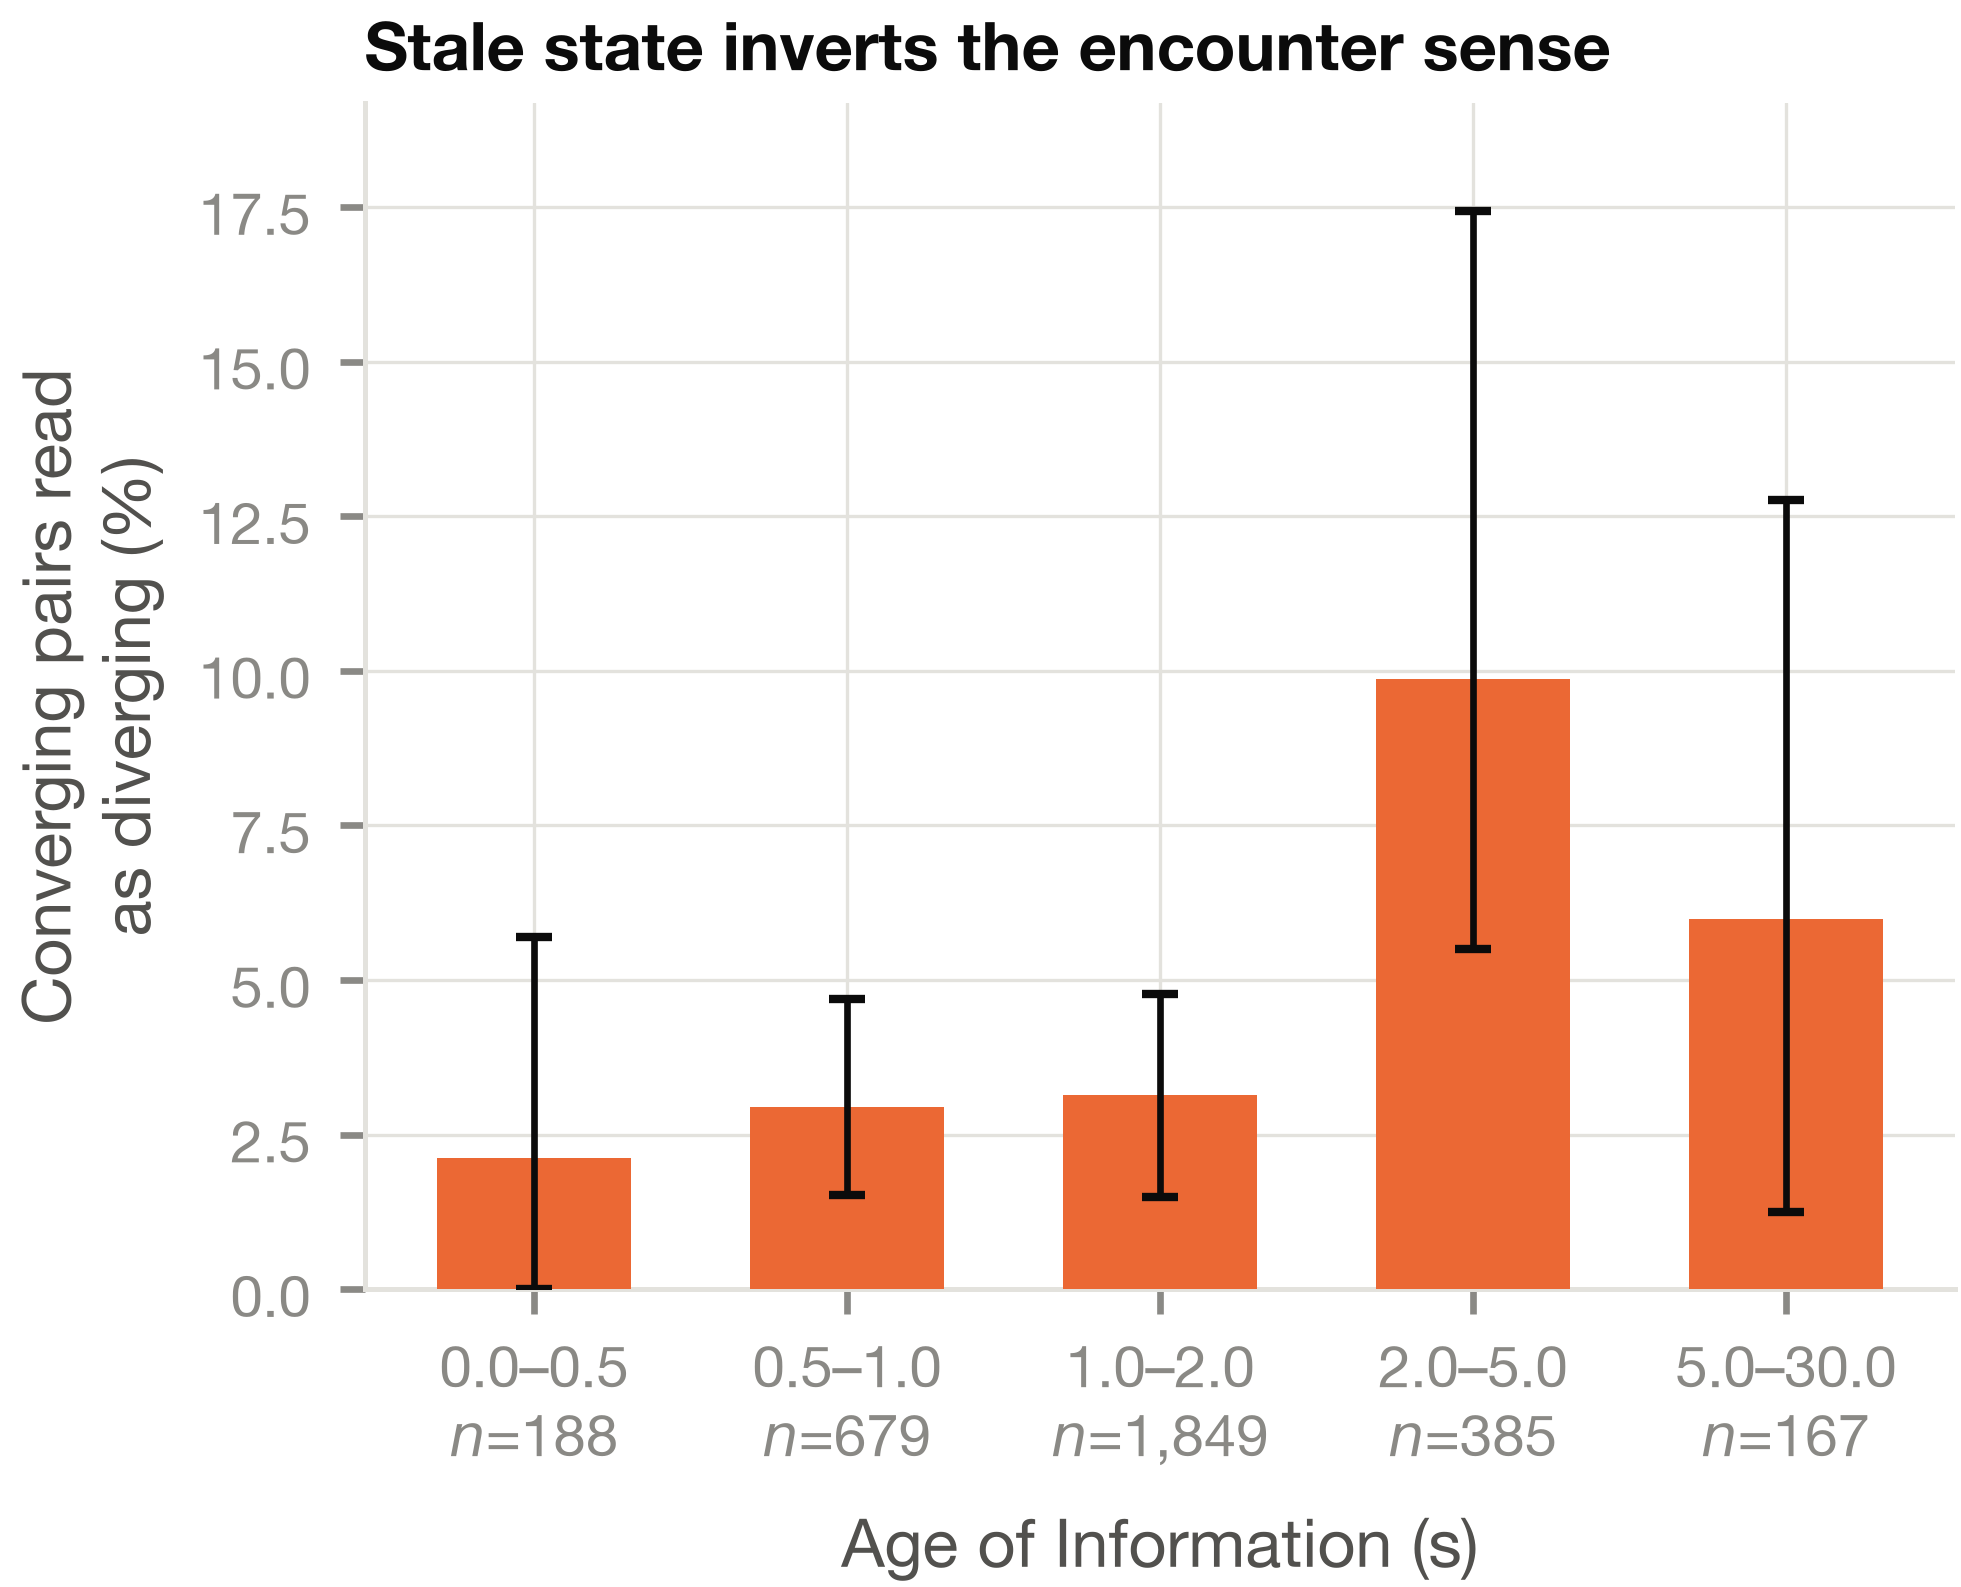 Stale state inverts the encounter sense
Converging pairs read
as diverging (%)
17.5
15.0
12.5
10.0
7.5
5.0
2.5
0.0
0.0–0.5
n=188
0.5–1.0
n=679
1.0–2.0
n=1,849
2.0–5.0
n=385
5.0–30.0
n=167
Age of Information (s)